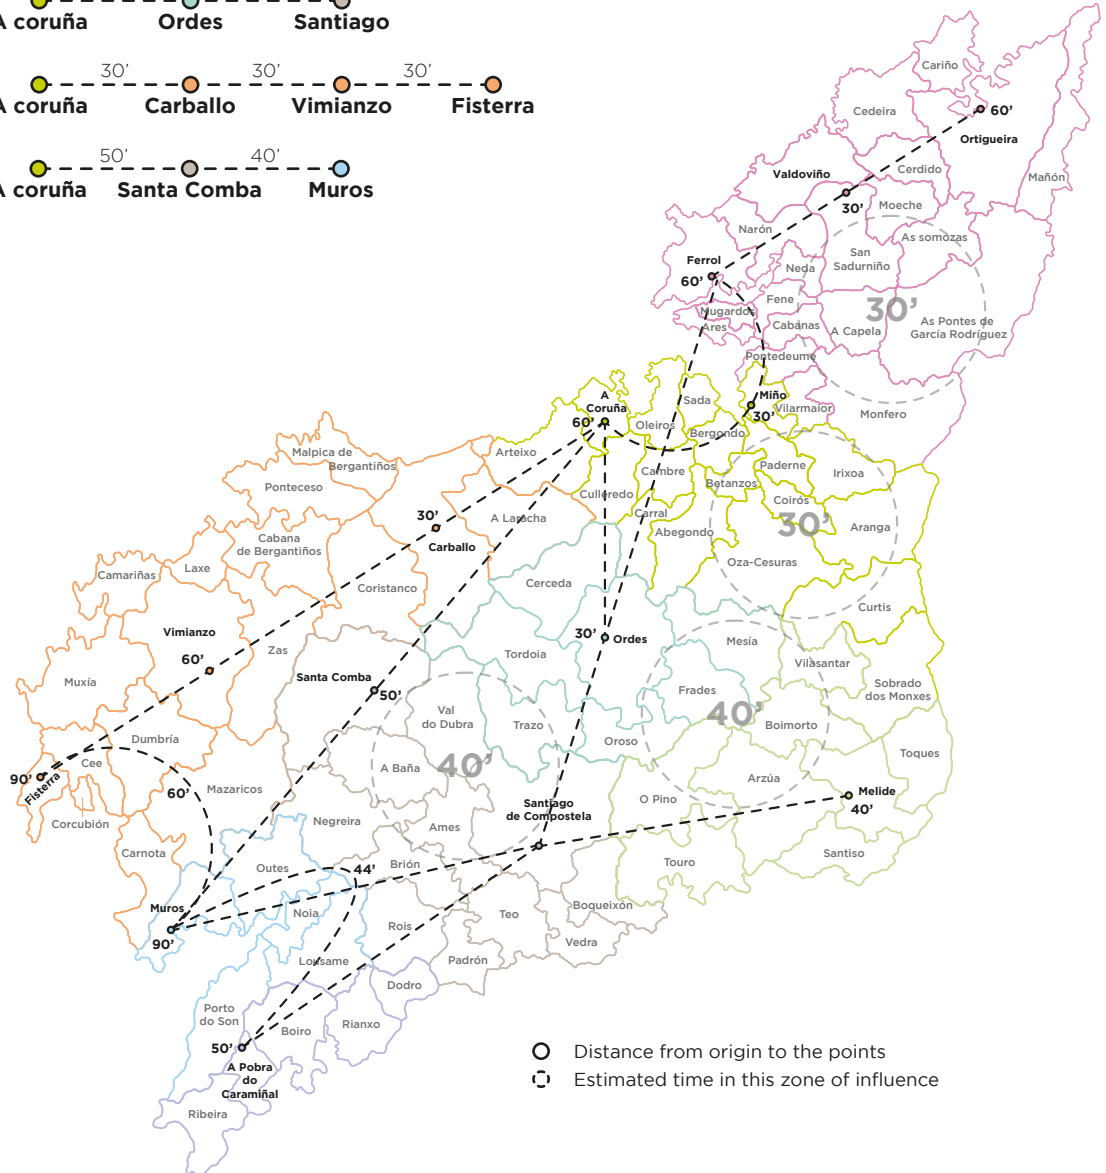 A coruña
Ordes
Santiago
30’
30’
30’
A coruña
Carballo
Vimianzo
Fisterra
50’
40’
A coruña
Santa Comba
Muros
Cariño
Cedeira
60’
Ortigueira
Valdoviño
Cerdido
Mañón
30’
Moeche
Narón
As somozas
San
Sadurniño
Ferrol
60’
Neda
Fene
30’
Mugardos
Ares
Cabanas
A Capela
As Pontes de
García Rodríguez
Pontedeume
Miño
30’
Vilarmaior
Monfero
A
Coruña
60’
Sada
Oleiros
Bergondo
Malpica de
Bergantiños
Arteixo
Ponteceso
Cambre
Culleredo
Paderne
Irixoa
Betanzos
Coirós
30’
30’
Carballo
A Laracha
Carral
Abegondo
Aranga
Cabana
de Bergantiños
Laxe
Camariñas
Coristanco
Cerceda
Oza-Cesuras
Curtis
Vimianzo
60’
Zas
30’
Ordes
Mesía
Tordoia
Vilasantar
Santa Comba
50’
Muxía
Frades
40’
Sobrado
dos Monxes
Val
do Dubra
Trazo
Boimorto
Oroso
Dumbría
Cee
Toques
A Baña
40’
90’
Fisterra
60’
Mazaricos
Arzúa
Melide
40’
O Pino
Santiago
de Compostela
Corcubión
Negreira
Ames
Carnota
Outes
44’
Brión
Touro
Santiso
Muros
90’
Noia
Rois
Teo
Boqueixón
Vedra
Lousame
Padrón
Dodro
Porto
do Son
Boiro
Rianxo
50’
A Pobra
do
Caramiñal
Ribeira
Distance from origin to the points
Estimated time in this zone of influence